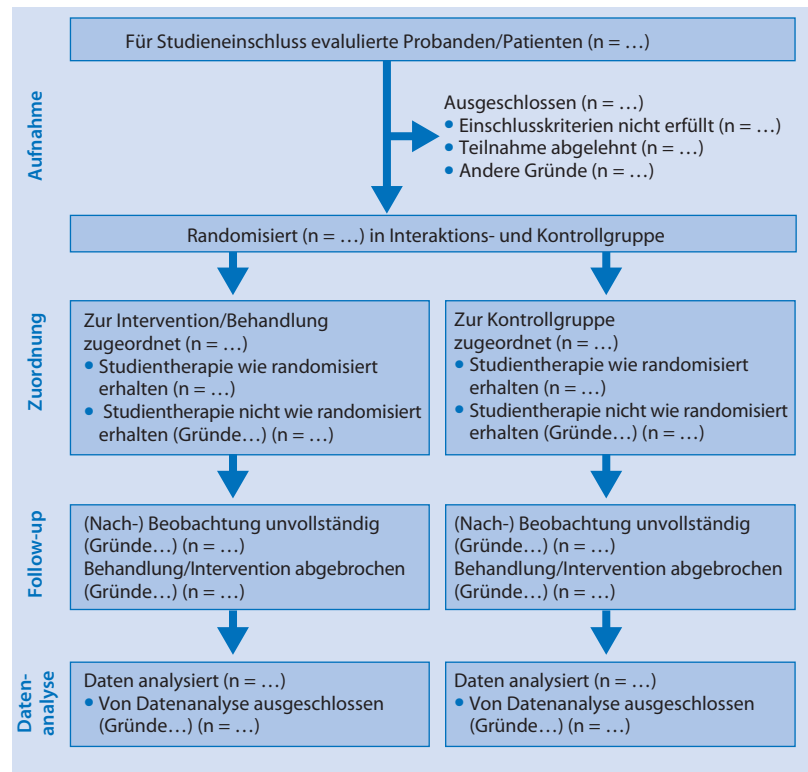 Für Studieneinschluss evalulierte Probanden/Patienten (n = …)
Aufnahme
Ausgeschlossen (n = …)
• Einschlusskriterien nicht erfüllt (n = …)
• Teilnahme abgelehnt (n = …)
• Andere Gründe (n = …)
Randomisiert (n = …) in Interaktions- und Kontrollgruppe
Zuordnung
Zur Intervention/Behandlung
zugeordnet (n = …)
• Studientherapie wie randomisiert
erhalten (n = …)
• Studientherapie nicht wie randomisiert
erhalten (Gründe…) (n = …)
Zur Kontrollgruppe
zugeordnet (n = …)
• Studientherapie wie randomisiert
erhalten (n = …)
• Studientherapie nicht wie randomisiert
erhalten (Gründe…) (n = …)
Follow-up
(Nach-) Beobachtung unvollständig
(Gründe…) (n = …)
Behandlung/Intervention abgebrochen
(Gründe…) (n = …)
(Nach-) Beobachtung unvollständig
(Gründe…) (n = …)
Behandlung/Intervention abgebrochen
(Gründe…) (n = …)
Daten-
analyse
Daten analysiert (n = …)
• Von Datenanalyse ausgeschlossen
(Gründe…) (n = …)
Daten analysiert (n = …)
• Von Datenanalyse ausgeschlossen
(Gründe…) (n = …)